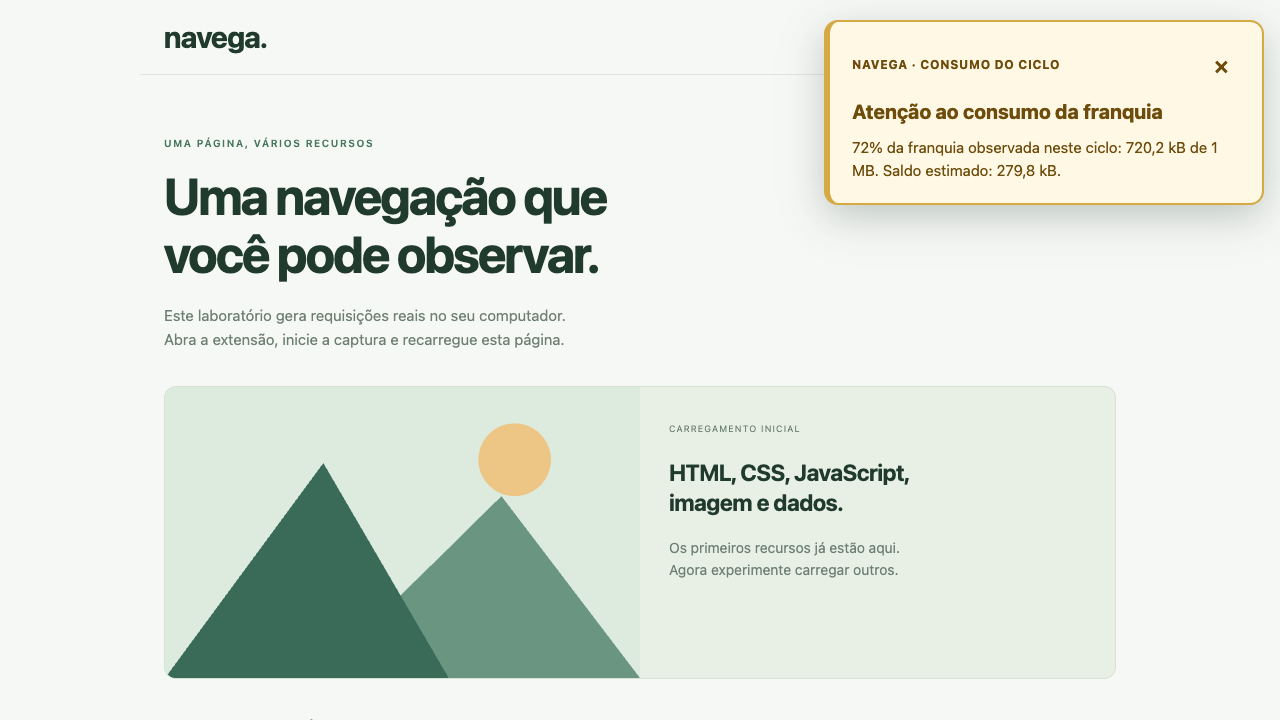 navega.
NAVEGA · CONSUMO DO CICLO
×
Atenção ao consumo da franquia
72% da franquia observada neste ciclo: 720,2 kB de 1
MB. Saldo estimado: 279,8 kB.
UMA PÁGINA, VÁRIOS RECURSOS
Uma navegação que
você pode observar.
Este laboratório gera requisições reais no seu computador.
Abra a extensão, inicie a captura e recarregue esta página.
CARREGAMENTO INICIAL
HTML, CSS, JavaScript,
imagem e dados.
Os primeiros recursos já estão aqui.
Agora experimente carregar outros.